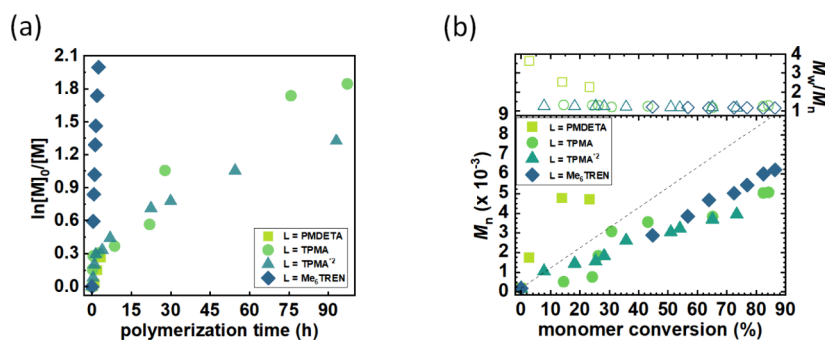 (a)
ln[M]₀/[M]
2.1
1.8
1.5
1.2
0.9
0.6
0.3
0.0
L = PMDETA
L = TPMA
L = TPMA*²
L = Me₆TREN
0 15 30 45 60 75 90
polymerization time (h)
(b)
4
3
2
1
Mw/Mn
9
8
7
6
5
4
3
2
1
0
Mn (x 10⁻³)
L = PMDETA
L = TPMA
L = TPMA*²
L = Me₆TREN
0 10 20 30 40 50 60 70 80 90
monomer conversion (%)